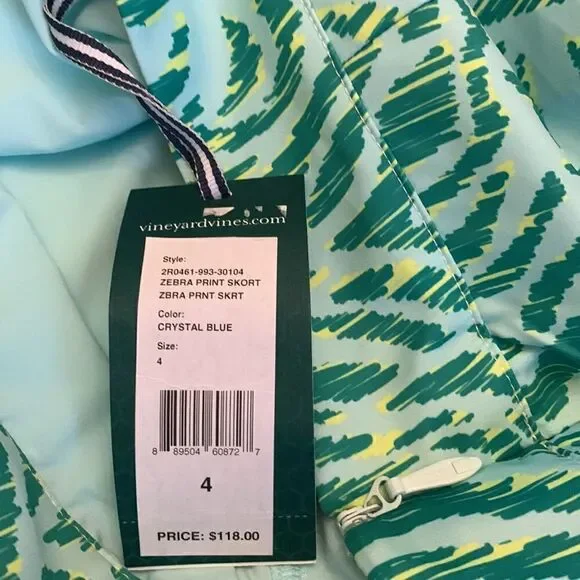 vineyardvines.com
Style:
2R0461-993-30104
ZEBRA PRINT SKORT
ZBRA PRNT SKRT
Color:
CRYSTAL BLUE
Size:
4
8 89504 60872 7
4
PRICE: $118.00